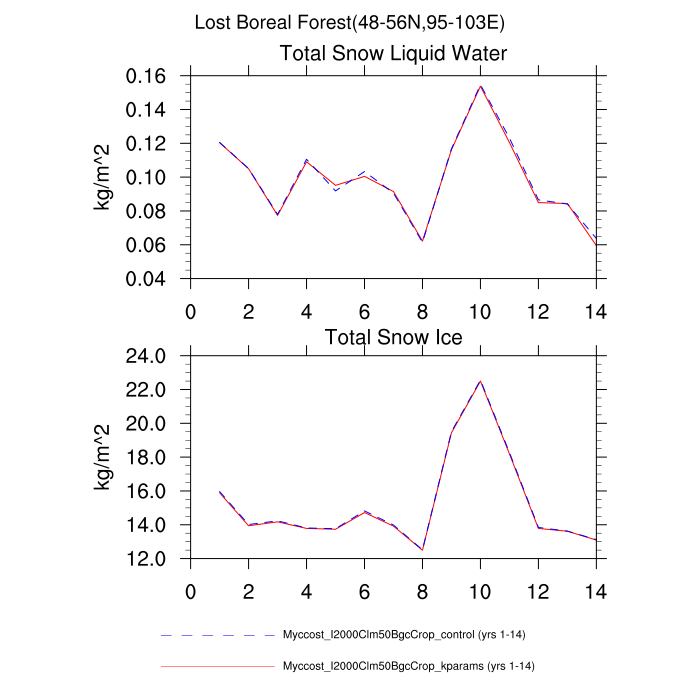 Lost Boreal Forest(48-56N,95-103E)
Total Snow Liquid Water
0.16
0.14
0.12
0.10
0.08
0.06
0.04
kg/m^2
0 2 4 6 8 10 12 14
Total Snow Ice
24.0
22.0
20.0
18.0
16.0
14.0
12.0
kg/m^2
0 2 4 6 8 10 12 14
Myccost_I2000Clm50BgcCrop_control (yrs 1-14)
Myccost_I2000Clm50BgcCrop_kparams (yrs 1-14)